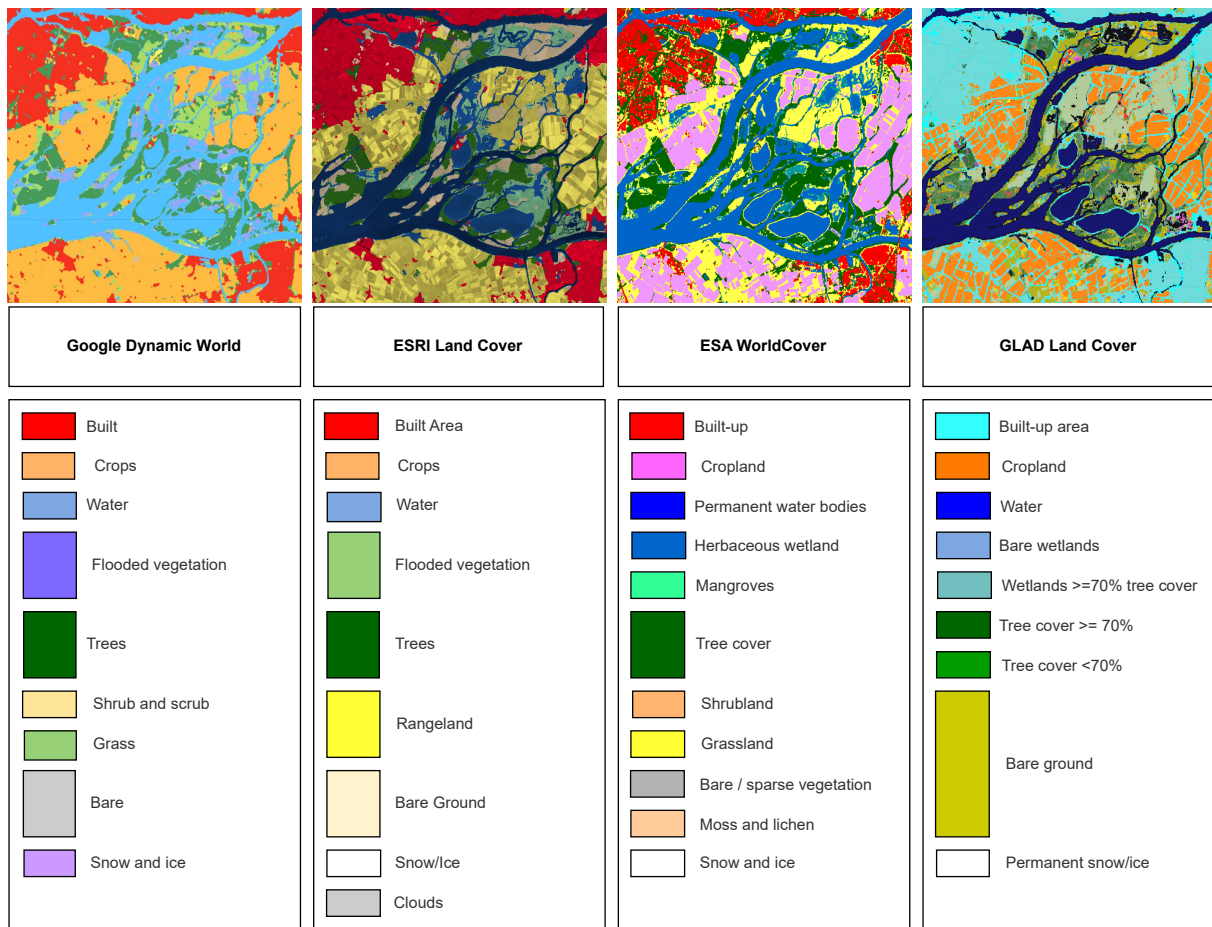 Google Dynamic World
ESRI Land Cover
ESA WorldCover
GLAD Land Cover
Built
Crops
Water
Flooded vegetation
Trees
Shrub and scrub
Grass
Bare
Snow and ice
Built Area
Crops
Water
Flooded vegetation
Trees
Rangeland
Bare Ground
Snow/Ice
Clouds
Built-up
Cropland
Permanent water bodies
Herbaceous wetland
Mangroves
Tree cover
Shrubland
Grassland
Bare / sparse vegetation
Moss and lichen
Snow and ice
Built-up area
Cropland
Water
Bare wetlands
Wetlands >=70% tree cover
Tree cover >= 70%
Tree cover <70%
Bare ground
Permanent snow/ice